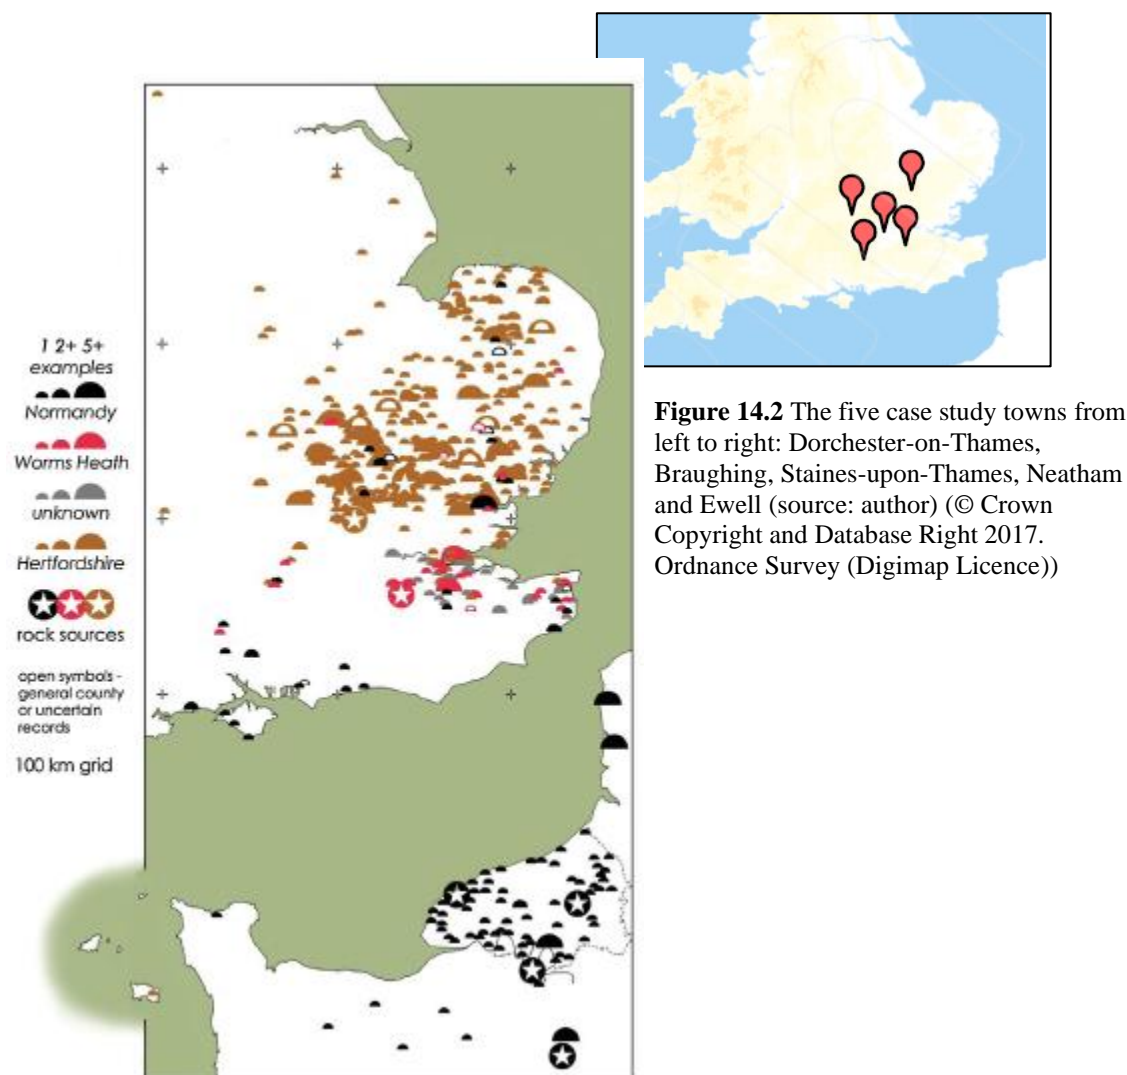 1 2+ 5+
examples
Normandy
Worms Heath
unknown
Hertfordshire
rock sources
open symbols -
general county
or uncertain
records
100 km grid
Figure 14.2 The five case study towns from
left to right: Dorchester-on-Thames,
Braughing, Staines-upon-Thames, Neatham
and Ewell (source: author) (© Crown
Copyright and Database Right 2017.
Ordnance Survey (Digimap Licence))